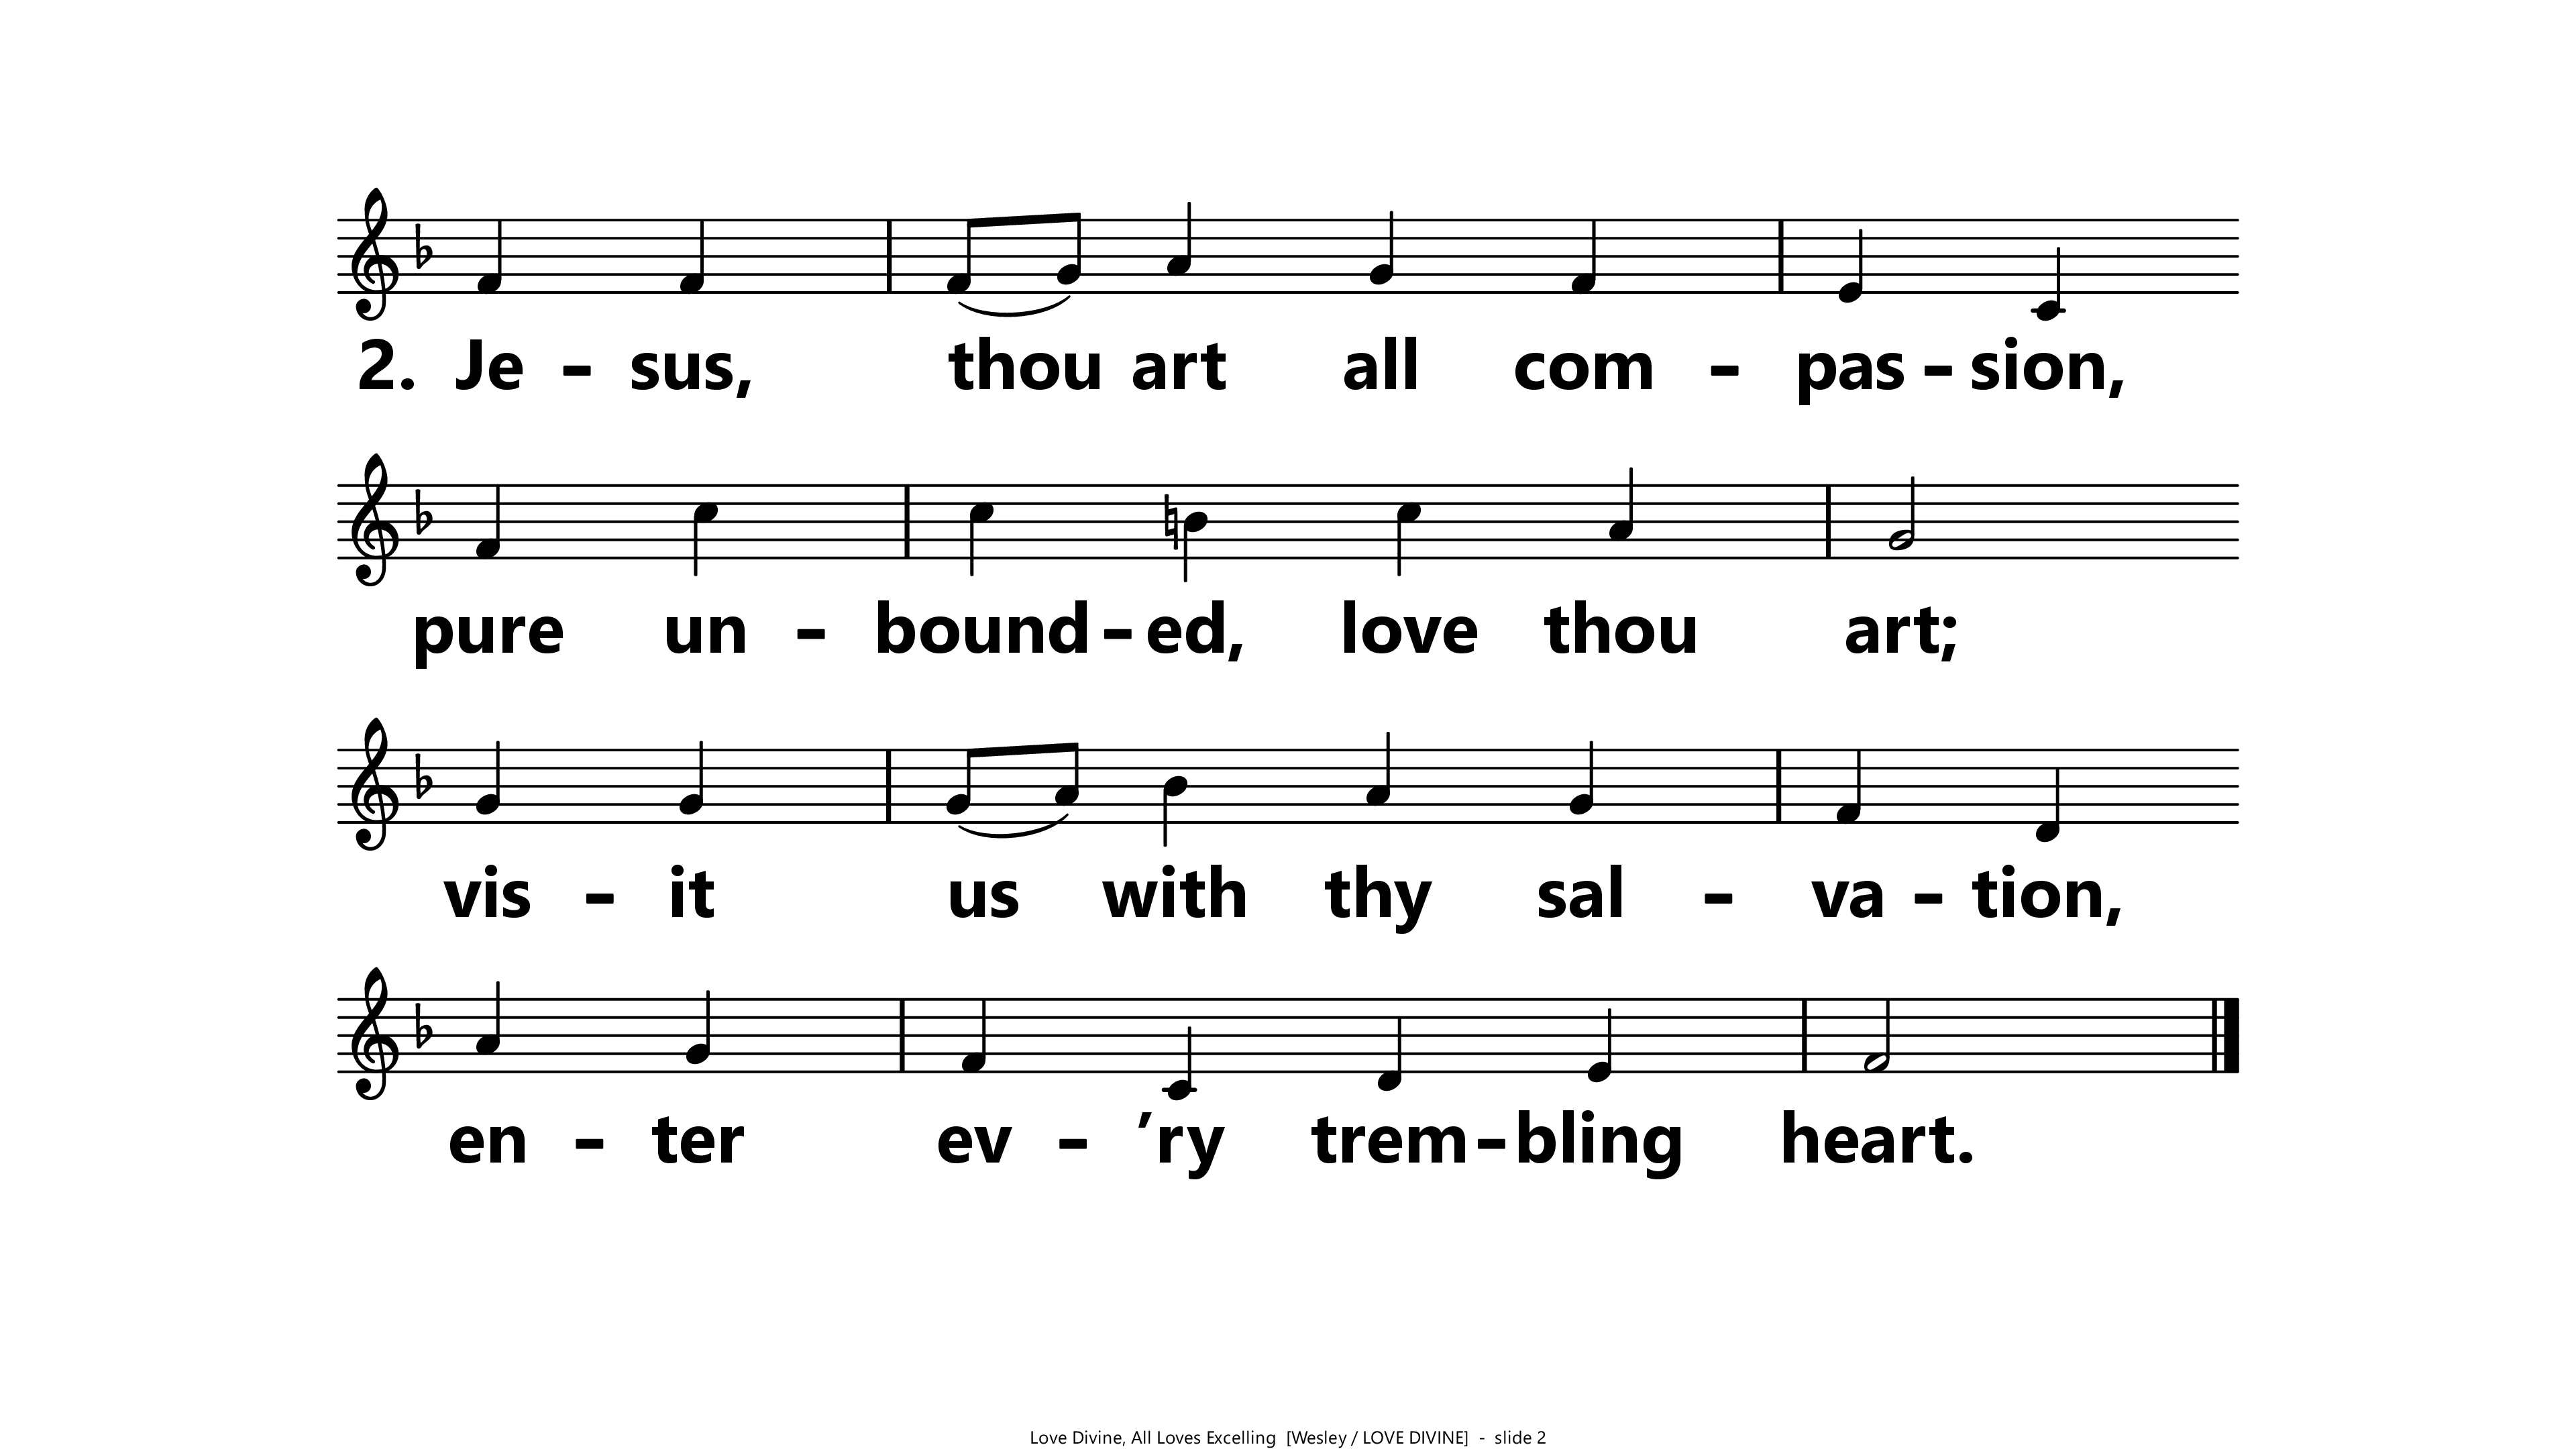 2. Je - sus, thou art all com - pas - sion,
pure un - bound - ed, love thou art;
vis - it us with thy sal - va - tion,
en - ter ev - ’ry trem - bling heart.
Love Divine, All Loves Excelling [Wesley / LOVE DIVINE] - slide 2